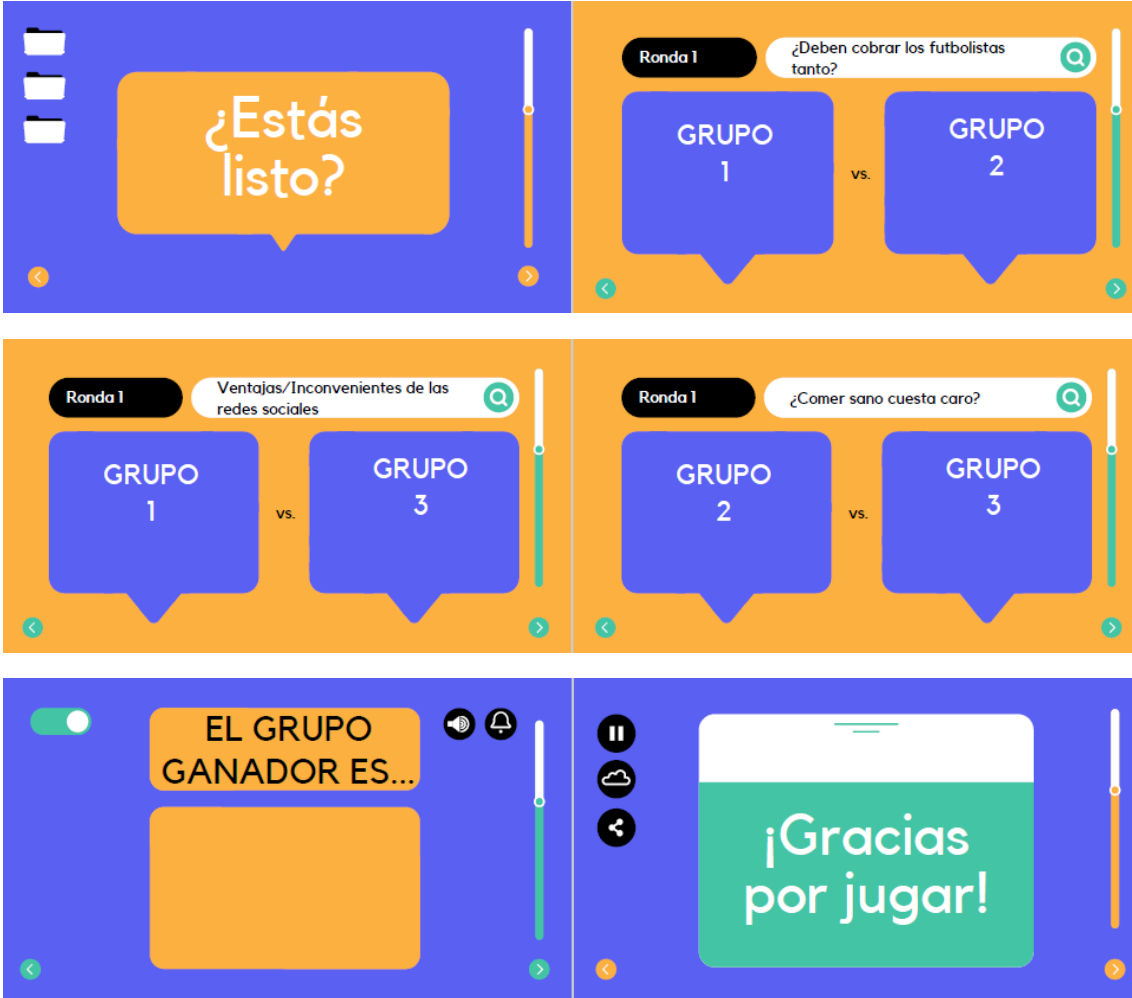 ¿Estás
listo?
Ronda 1
¿Deben cobrar los futbolistas
tanto?
GRUPO
1
vs.
GRUPO
2
Ronda 1
Ventajas/Inconvenientes de las
redes sociales
GRUPO
1
vs.
GRUPO
3
Ronda 1
¿Comer sano cuesta caro?
GRUPO
2
vs.
GRUPO
3
EL GRUPO
GANADOR ES...
¡Gracias
por jugar!